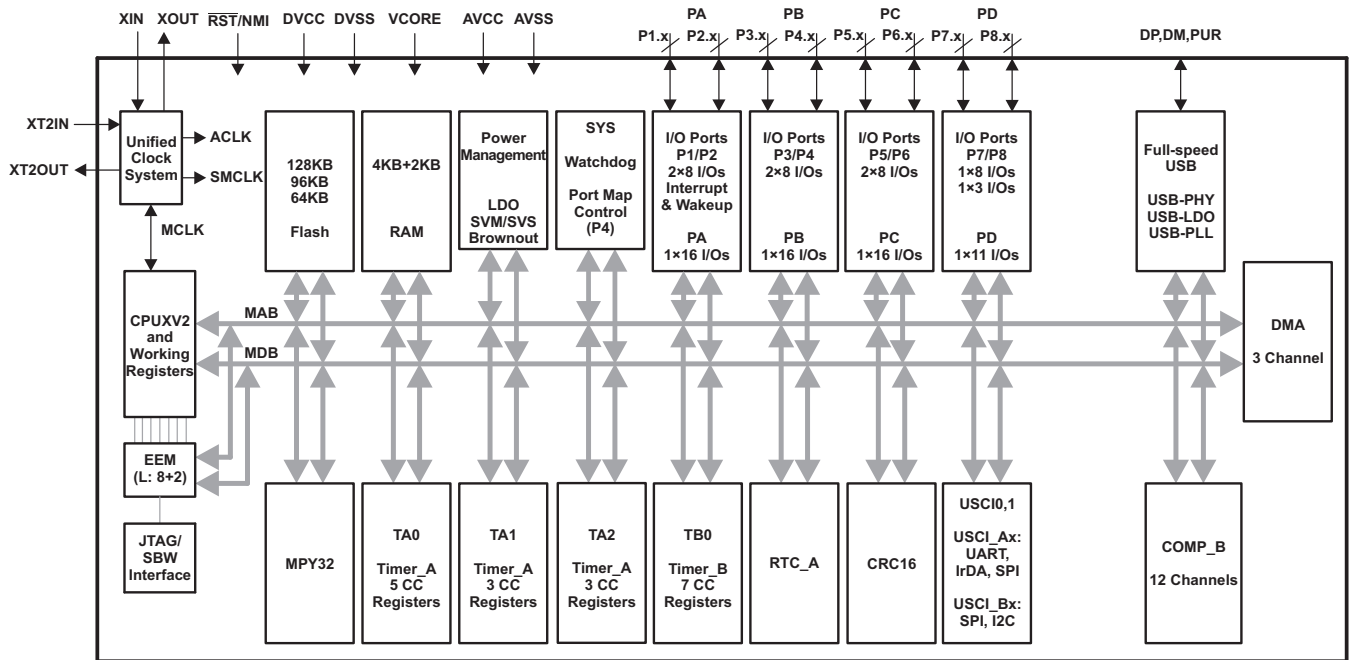 XIN
XOUT
RST/NMI
DVCC
DVSS
VCORE
AVCC
AVSS
PA
P1.x
P2.x
PB
P3.x
P4.x
PC
P5.x
P6.x
PD
P7.x
P8.x
DP,DM,PUR
XT2IN
XT2OUT
Unified
Clock
System
ACLK
SMCLK
MCLK
128KB
96KB
64KB
Flash
4KB+2KB
RAM
Power
Management
LDO
SVM/SVS
Brownout
SYS
Watchdog
Port Map
Control
(P4)
I/O Ports
P1/P2
2×8 I/Os
Interrupt
& Wakeup
PA
1×16 I/Os
I/O Ports
P3/P4
2×8 I/Os
PB
1×16 I/Os
I/O Ports
P5/P6
2×8 I/Os
PC
1×16 I/Os
I/O Ports
P7/P8
1×8 I/Os
1×3 I/Os
PD
1×11 I/Os
Full-speed
USB
USB-PHY
USB-LDO
USB-PLL
CPUXV2
and
Working
Registers
MAB
MDB
DMA
3 Channel
EEM
(L: 8+2)
JTAG/
SBW
Interface
MPY32
TA0
Timer_A
5 CC
Registers
TA1
Timer_A
3 CC
Registers
TA2
Timer_A
3 CC
Registers
TB0
Timer_B
7 CC
Registers
RTC_A
CRC16
USCI0,1
USCI_Ax:
UART,
IrDA, SPI
USCI_Bx:
SPI, I2C
COMP_B
12 Channels